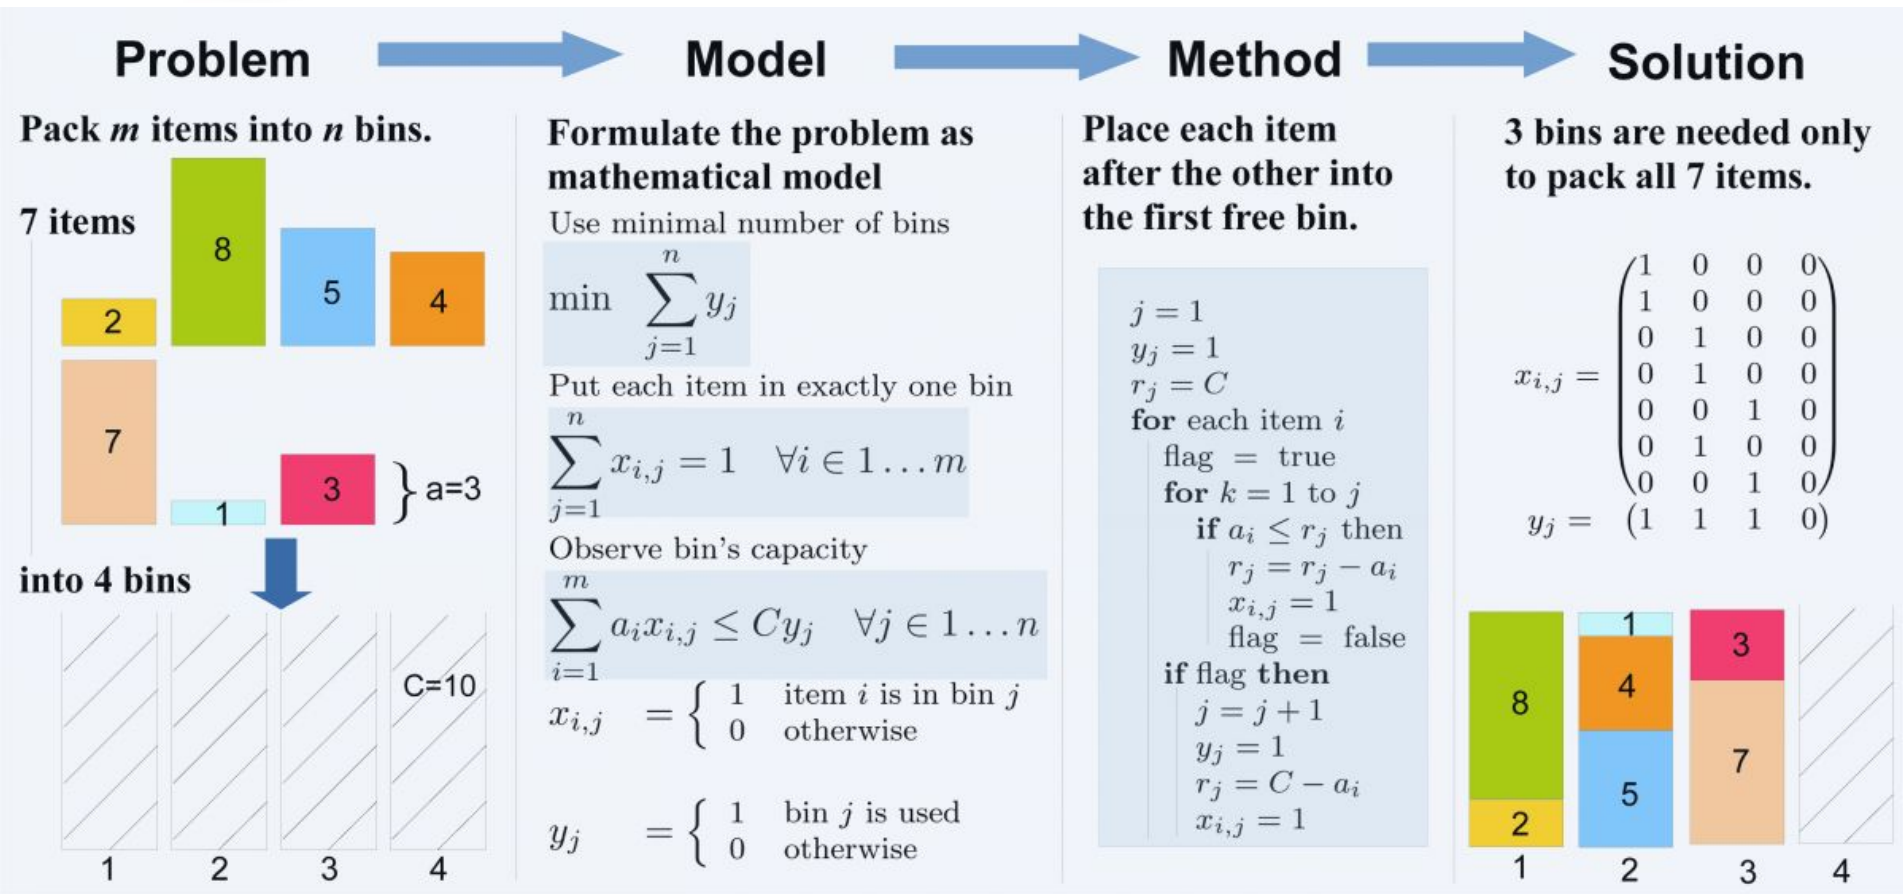 Problem
Model
Method
Solution
Pack m items into n bins.
7 items
2
8
5
4
7
1
3
} a=3
into 4 bins
C=10
1 2 3 4
Formulate the problem as
mathematical model
Use minimal number of bins
min ∑_{j=1}^{n} y_j
Put each item in exactly one bin
∑_{j=1}^{n} x_{i,j} = 1 ∀i ∈ 1 … m
Observe bin's capacity
∑_{i=1}^{m} a_i x_{i,j} ≤ C y_j ∀j ∈ 1 … n
x_{i,j} = { 1 item i is in bin j
0 otherwise
y_j = { 1 bin j is used
0 otherwise
Place each item
after the other into
the first free bin.
j = 1
y_j = 1
r_j = C
for each item i
flag = true
for k = 1 to j
if a_i ≤ r_j then
r_j = r_j − a_i
x_{i,j} = 1
flag = false
if flag then
j = j + 1
y_j = 1
r_j = C − a_i
x_{i,j} = 1
3 bins are needed only
to pack all 7 items.
1 0 0 0
1 0 0 0
0 1 0 0
x_{i,j} = 0 1 0 0
0 0 1 0
0 1 0 0
0 0 1 0
y_j = (1 1 1 0)
8
2
1
4
5
3
7
1 2 3 4